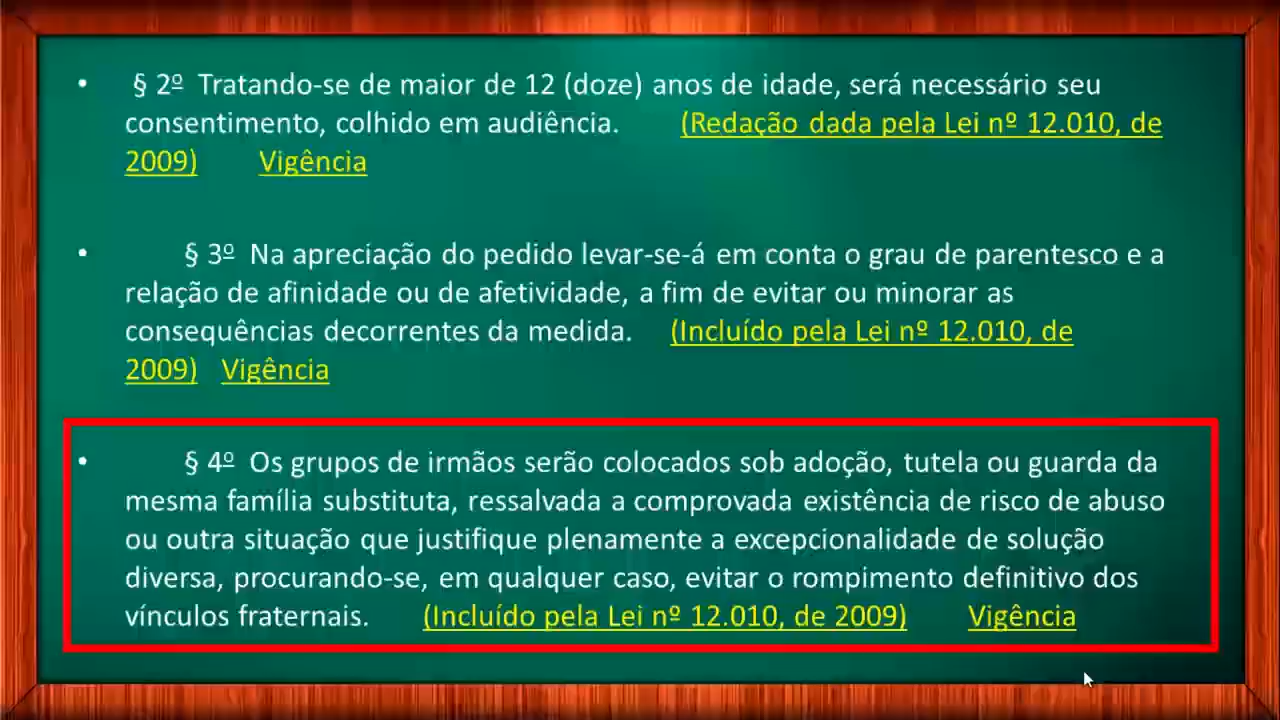 • § 2º Tratando-se de maior de 12 (doze) anos de idade, será necessário seu
consentimento, colhido em audiência. (Redação dada pela Lei nº 12.010, de
2009) Vigência
• § 3º Na apreciação do pedido levar-se-á em conta o grau de parentesco e a
relação de afinidade ou de afetividade, a fim de evitar ou minorar as
consequências decorrentes da medida. (Incluído pela Lei nº 12.010, de
2009) Vigência
• § 4º Os grupos de irmãos serão colocados sob adoção, tutela ou guarda da
mesma família substituta, ressalvada a comprovada existência de risco de abuso
ou outra situação que justifique plenamente a excepcionalidade de solução
diversa, procurando-se, em qualquer caso, evitar o rompimento definitivo dos
vínculos fraternais. (Incluído pela Lei nº 12.010, de 2009) Vigência